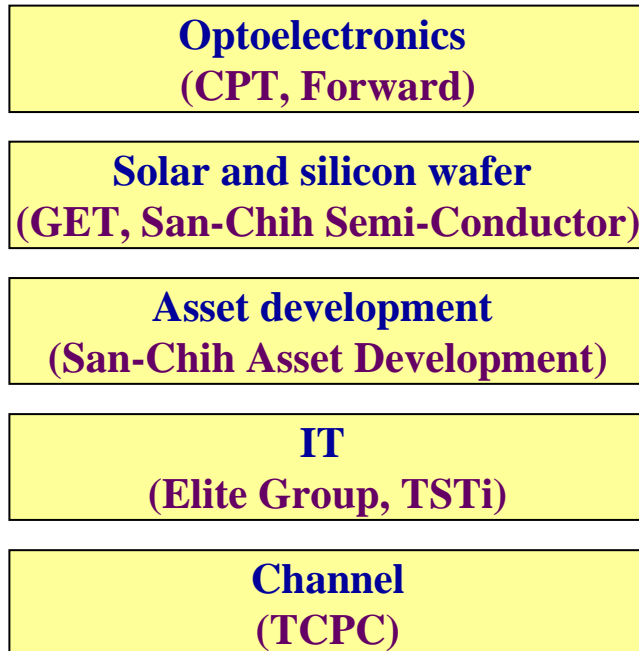 Optoelectronics
(CPT, Forward)
Solar and silicon wafer
(GET, San-Chih Semi-Conductor)
Asset development
(San-Chih Asset Development)
IT
(Elite Group, TSTi)
Channel
(TCPC)